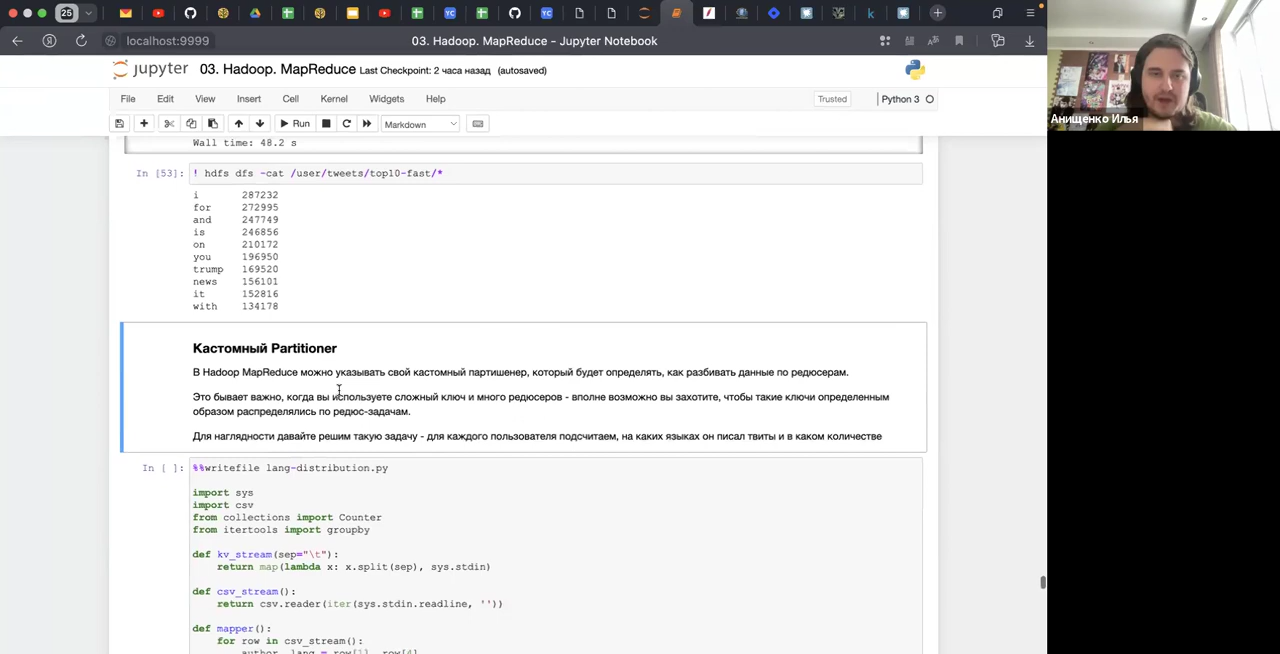 25
localhost:9999
03. Hadoop. MapReduce - Jupyter Notebook
jupyter 03. Hadoop. MapReduce Last Checkpoint: 2 часа назад (autosaved)
File Edit View Insert Cell Kernel Widgets Help
Trusted
Python 3
Run
Markdown
Wall time: 48.2 s
In [53]: ! hdfs dfs -cat /user/tweets/top10-fast/*
i 287232
for 272995
and 247749
is 246856
on 210172
you 196950
trump 169520
news 156101
it 152816
with 134178
Кастомный Partitioner
В Hadoop MapReduce можно указывать свой кастомный партишенер, который будет определять, как разбивать данные по редюсерам.
Это бывает важно, когда вы используете сложный ключ и много редюсеров - вполне возможно вы захотите, чтобы такие ключи определенным
образом распределялись по редюс-задачам.
Для наглядности давайте решим такую задачу - для каждого пользователя подсчитаем, на каких языках он писал твиты и в каком количестве
In [ ]: %%writefile lang-distribution.py
import sys
import csv
from collections import Counter
from itertools import groupby
def kv_stream(sep="\t"):
return map(lambda x: x.split(sep), sys.stdin)
def csv_stream():
return csv.reader(iter(sys.stdin.readline, ''))
def mapper():
for row in csv_stream():
author, lang = row[1], row[4]
Анищенко Илья